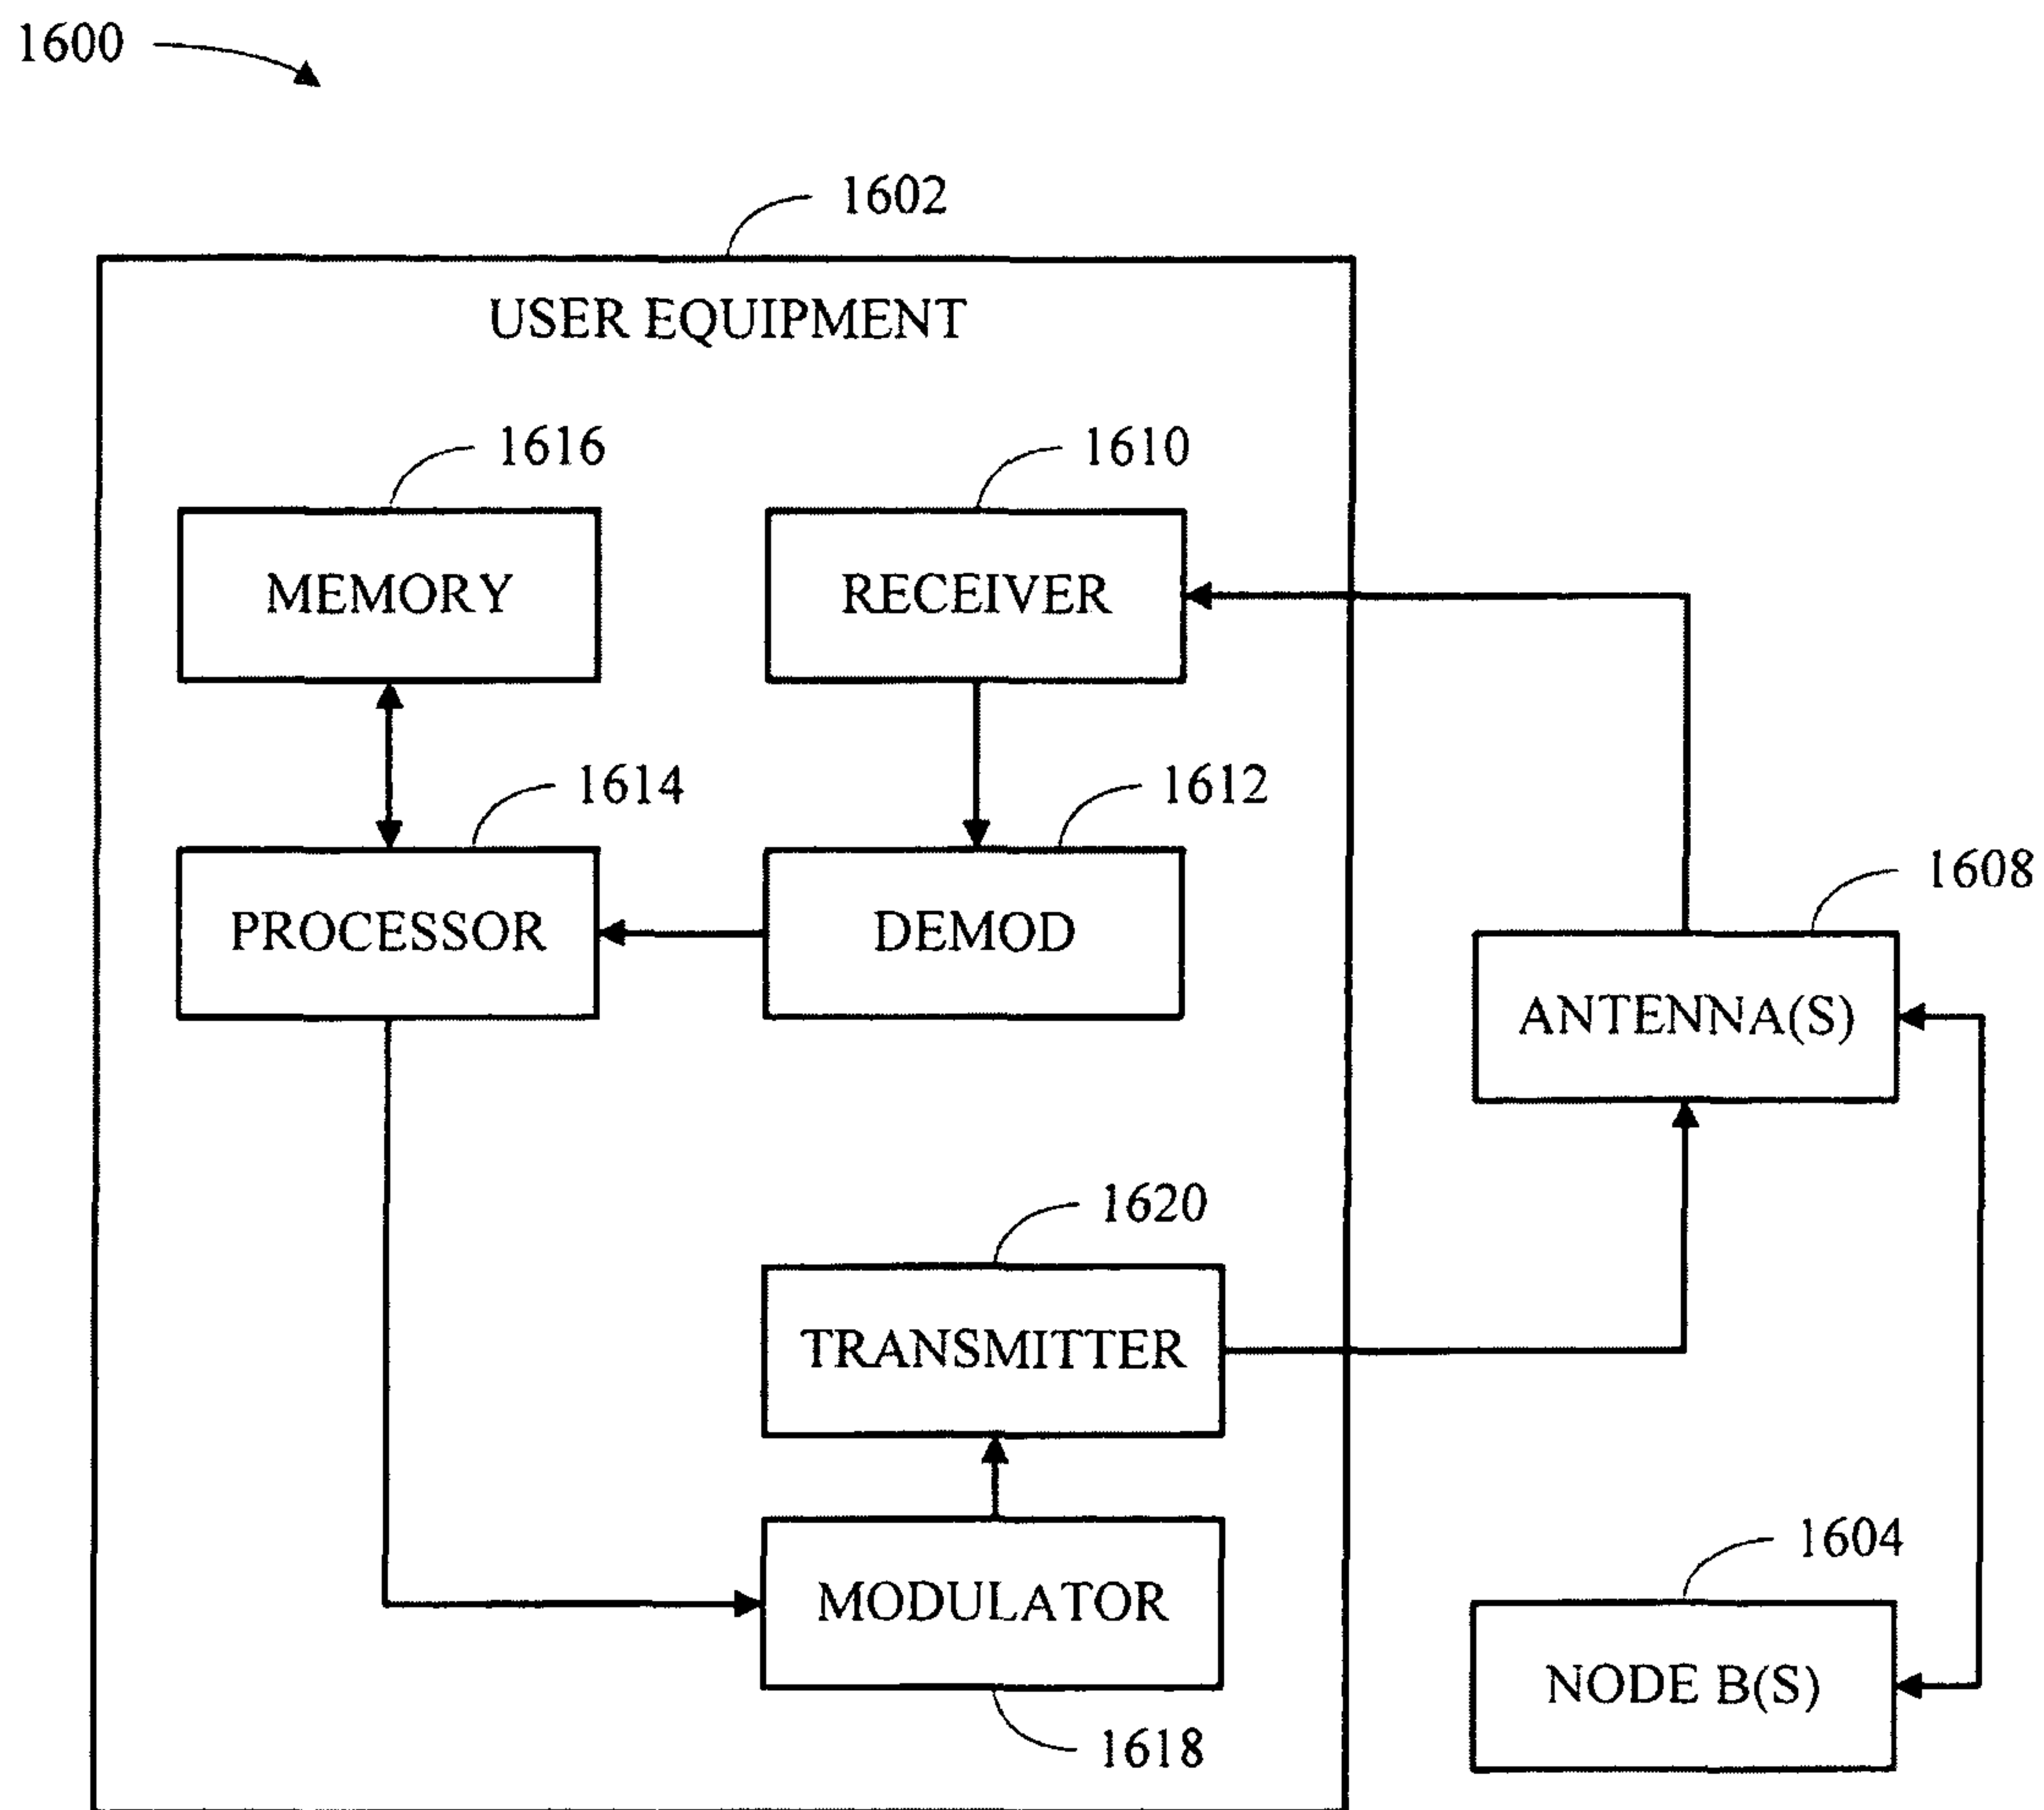 1600
1602
USER EQUIPMENT
1616
1610
MEMORY
RECEIVER
1614
1612
1608
PROCESSOR
DEMOD
ANTENNA(S)
1620
TRANSMITTER
1604
MODULATOR
NODE B(S)
1618